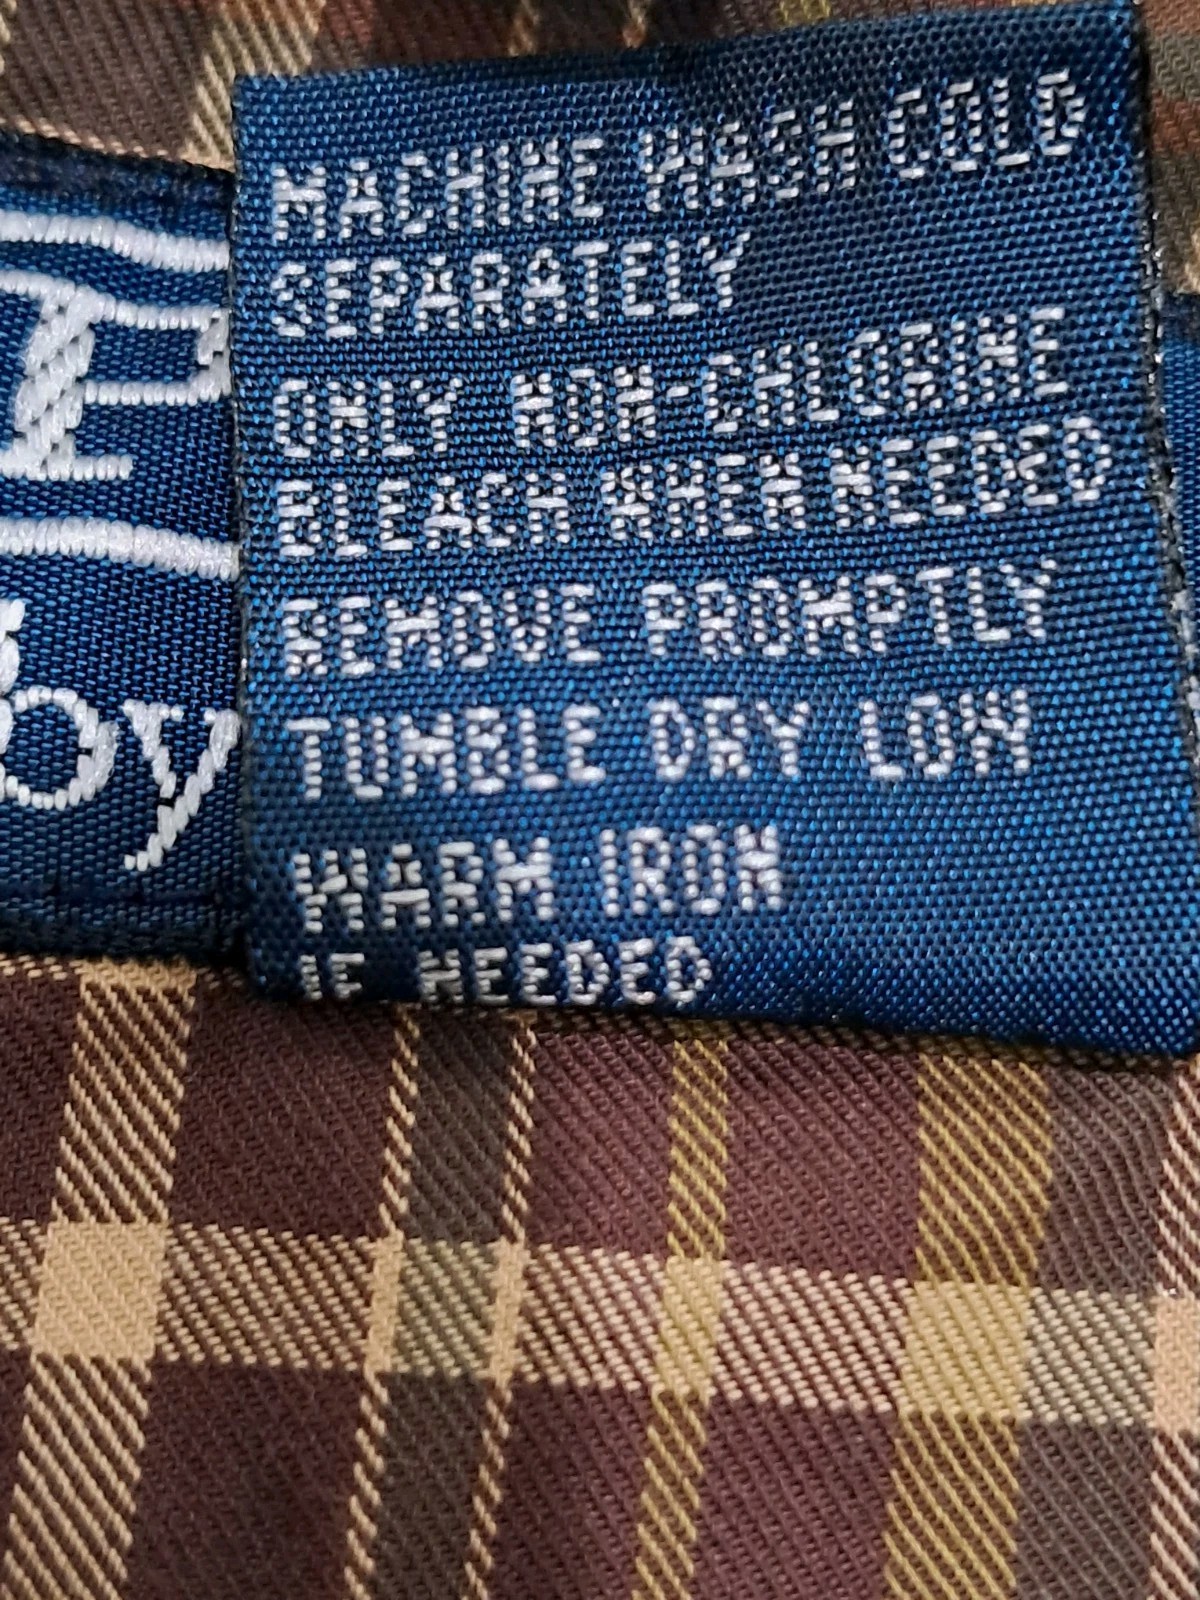 MACHINE WASH COLD
SEPARATELY
ONLY NON-CHLORINE
BLEACH WHEN NEEDED
REMOVE PROMPTLY
TUMBLE DRY LOW
WARM IRON
IF NEEDED
by